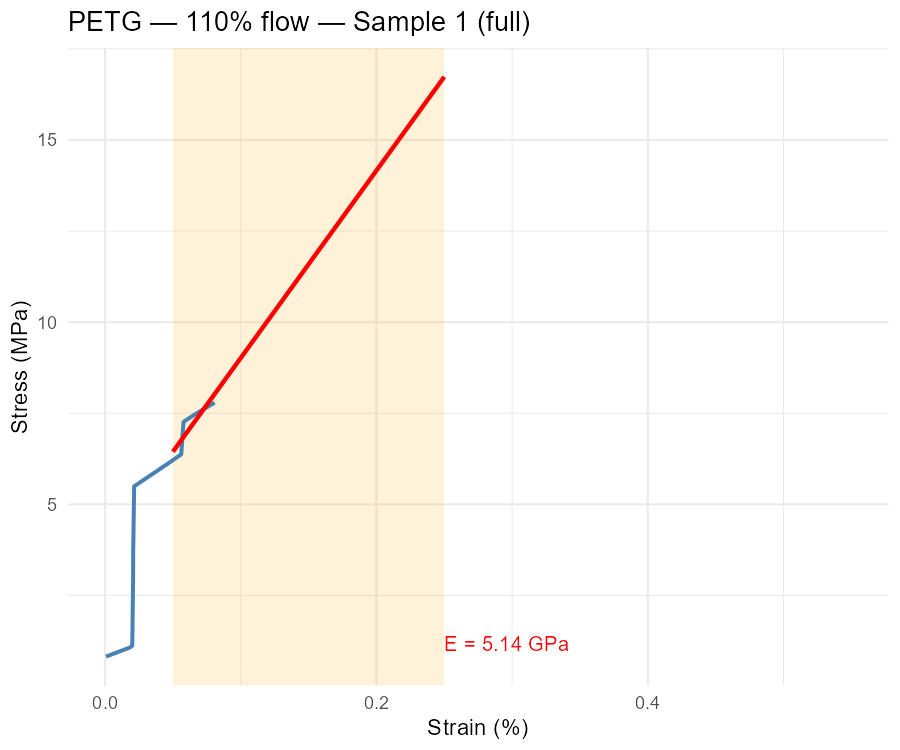 PETG — 110% flow — Sample 1 (full)
Stress (MPa)
15
10
5
E = 5.14 GPa
0.0
0.2
0.4
Strain (%)